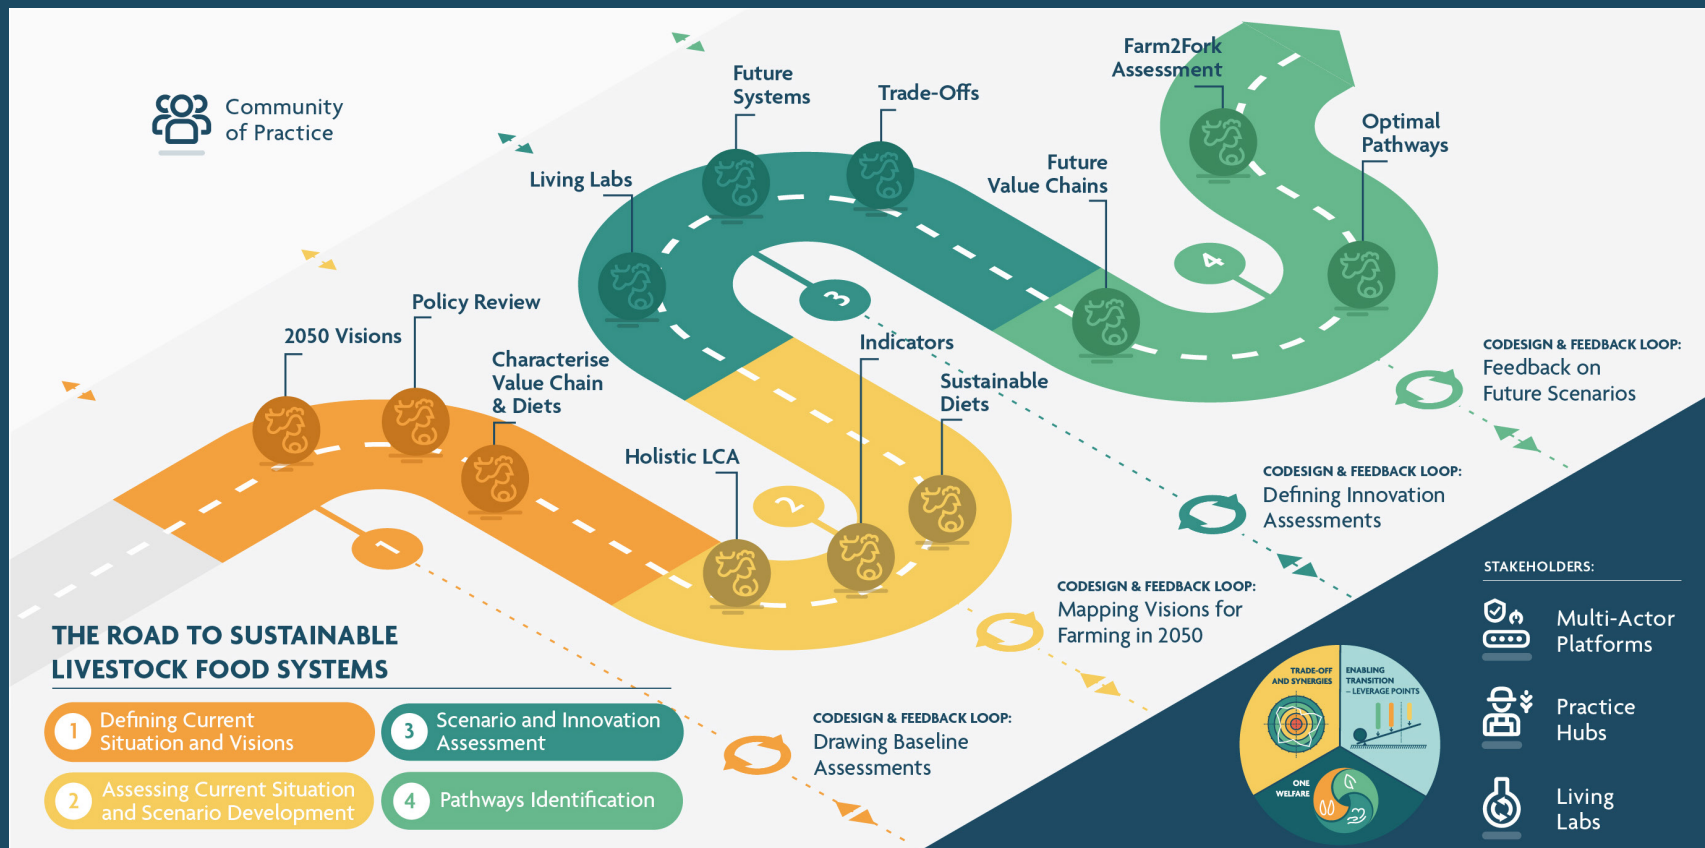 Community
of Practice
Future
Systems
Trade-Offs
Farm2Fork
Assessment
Optimal
Pathways
Living Labs
Future
Value Chains
2050 Visions
Policy Review
Characterise
Value Chain
& Diets
Holistic LCA
Indicators
Sustainable
Diets
1
2
3
4
CODESIGN & FEEDBACK LOOP:
Feedback on
Future Scenarios
CODESIGN & FEEDBACK LOOP:
Defining Innovation
Assessments
CODESIGN & FEEDBACK LOOP:
Mapping Visions for
Farming in 2050
CODESIGN & FEEDBACK LOOP:
Drawing Baseline
Assessments
THE ROAD TO SUSTAINABLE
LIVESTOCK FOOD SYSTEMS
1 Defining Current
Situation and Visions
2 Assessing Current Situation
and Scenario Development
3 Scenario and Innovation
Assessment
4 Pathways Identification
TRADE-OFF
AND SYNERGIES
ENABLING
TRANSITION
– LEVERAGE POINTS
ONE
WELFARE
STAKEHOLDERS:
Multi-Actor
Platforms
Practice
Hubs
Living
Labs